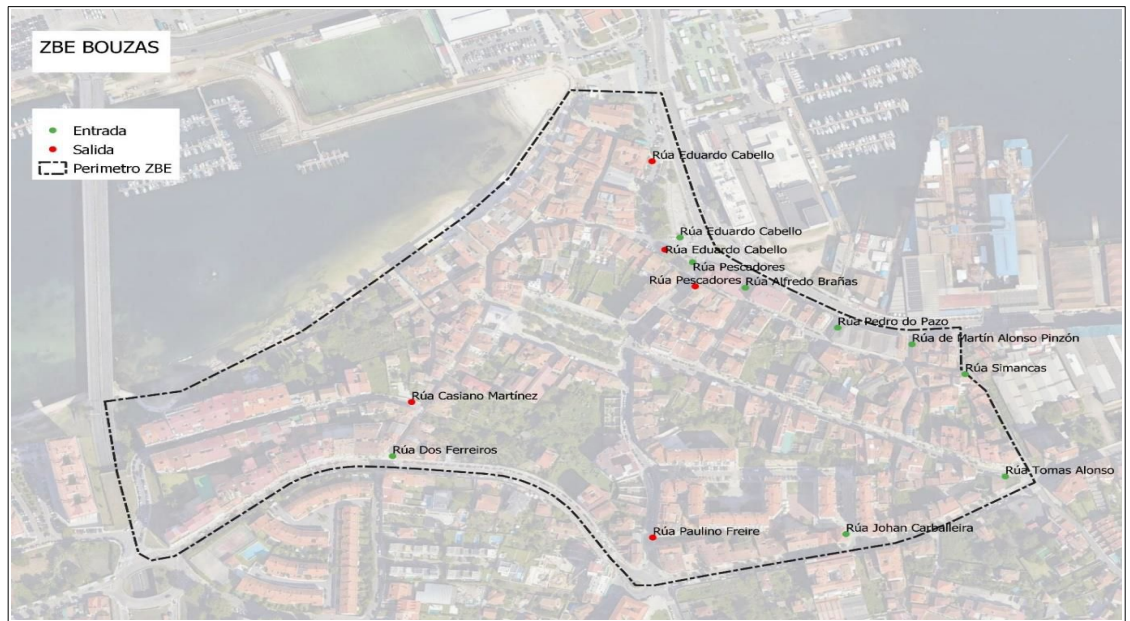 ZBE BOUZAS
Entrada
Salida
Perimetro ZBE
Rúa Eduardo Cabello
Rúa Eduardo Cabello
Rúa Eduardo Cabello
Rúa Pescadores
Rúa Pescadores
Rúa Alfredo Brañas
Rúa Pedro do Pazo
Rúa de Martín Alonso Pinzón
Rúa Simancas
Rúa Casiano Martínez
Rúa Dos Ferreiros
Rúa Tomas Alonso
Rúa Paulino Freire
Rúa Johan Carballeira